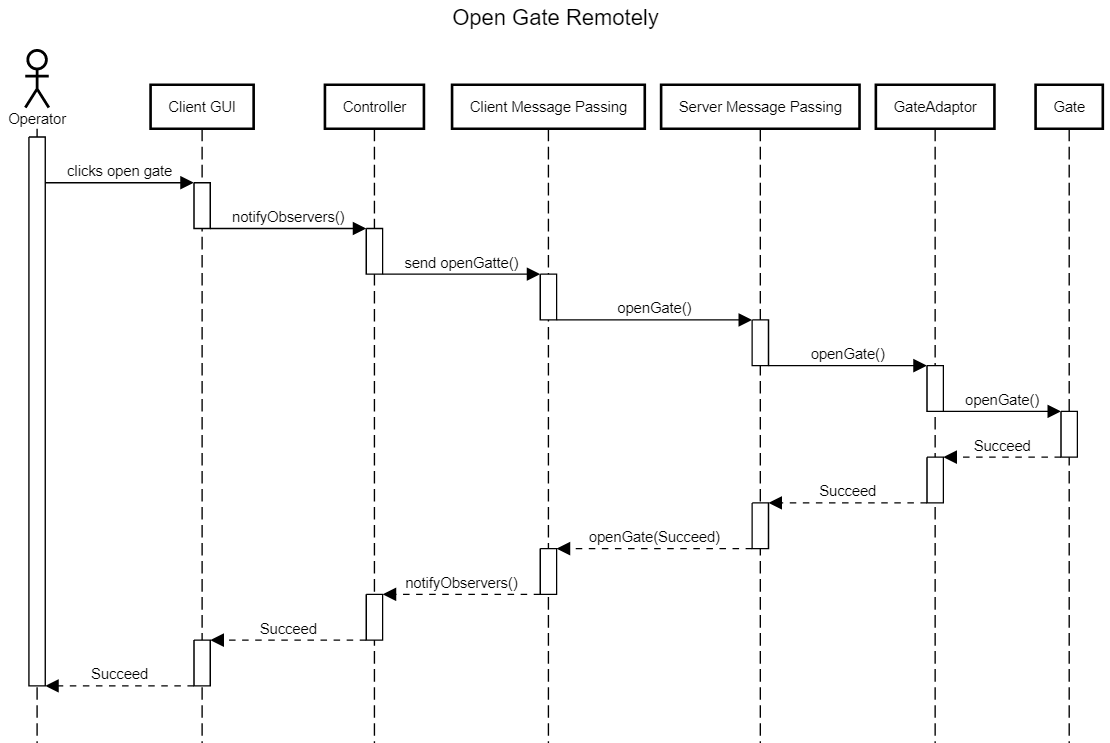 Open Gate Remotely
Operator
Client GUI
Controller
Client Message Passing
Server Message Passing
GateAdaptor
Gate
clicks open gate
notifyObservers()
send openGatte()
openGate()
openGate()
openGate()
Succeed
Succeed
openGate(Succeed)
notifyObservers()
Succeed
Succeed